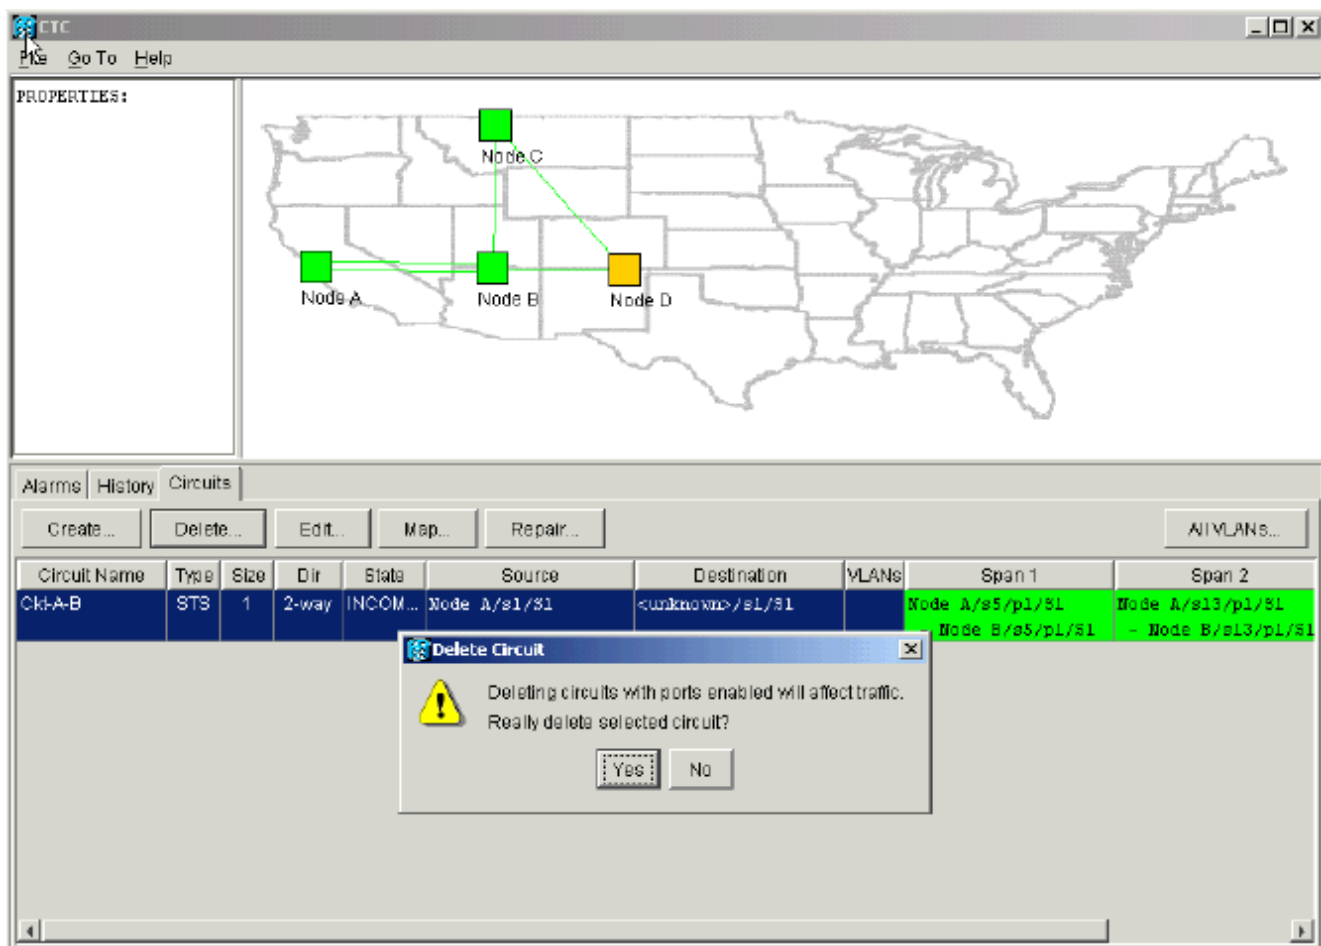 CTC
File Go To Help
PROPERTIES:
Node C
Node A
Node B
Node D
Alarms History Circuits
Create... Delete... Edit... Map... Repair... All VLANs...
Circuit Name Type Size Dir State Source Destination VLANs Span 1 Span 2
Ckt-A-B STS 1 2-way INCOM... Node A/s1/S1 <unknown>/s1/S1 Node A/s5/p1/S1 Node A/s13/p1/S1
- Node B/s5/p1/S1 - Node B/s13/p1/S1
Delete Circuit
Deleting circuits with ports enabled will affect traffic.
Really delete selected circuit?
Yes No